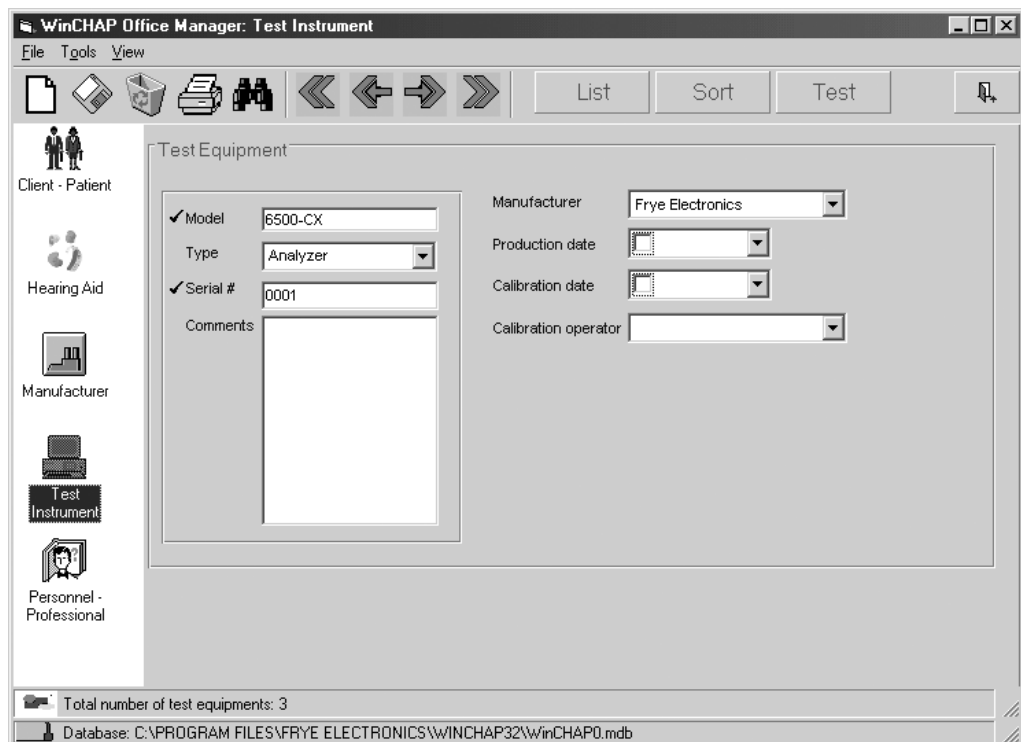 WinCHAP Office Manager: Test Instrument
File Tools View
List Sort Test
Client - Patient
Hearing Aid
Manufacturer
Test
Instrument
Personnel -
Professional
Test Equipment
Model 6500-CX
Type Analyzer
Serial # 0001
Comments
Manufacturer Frye Electronics
Production date
Calibration date
Calibration operator
Total number of test equipments: 3
Database: C:\PROGRAM FILES\FRYE ELECTRONICS\WINCHAP32\WinCHAP0.mdb